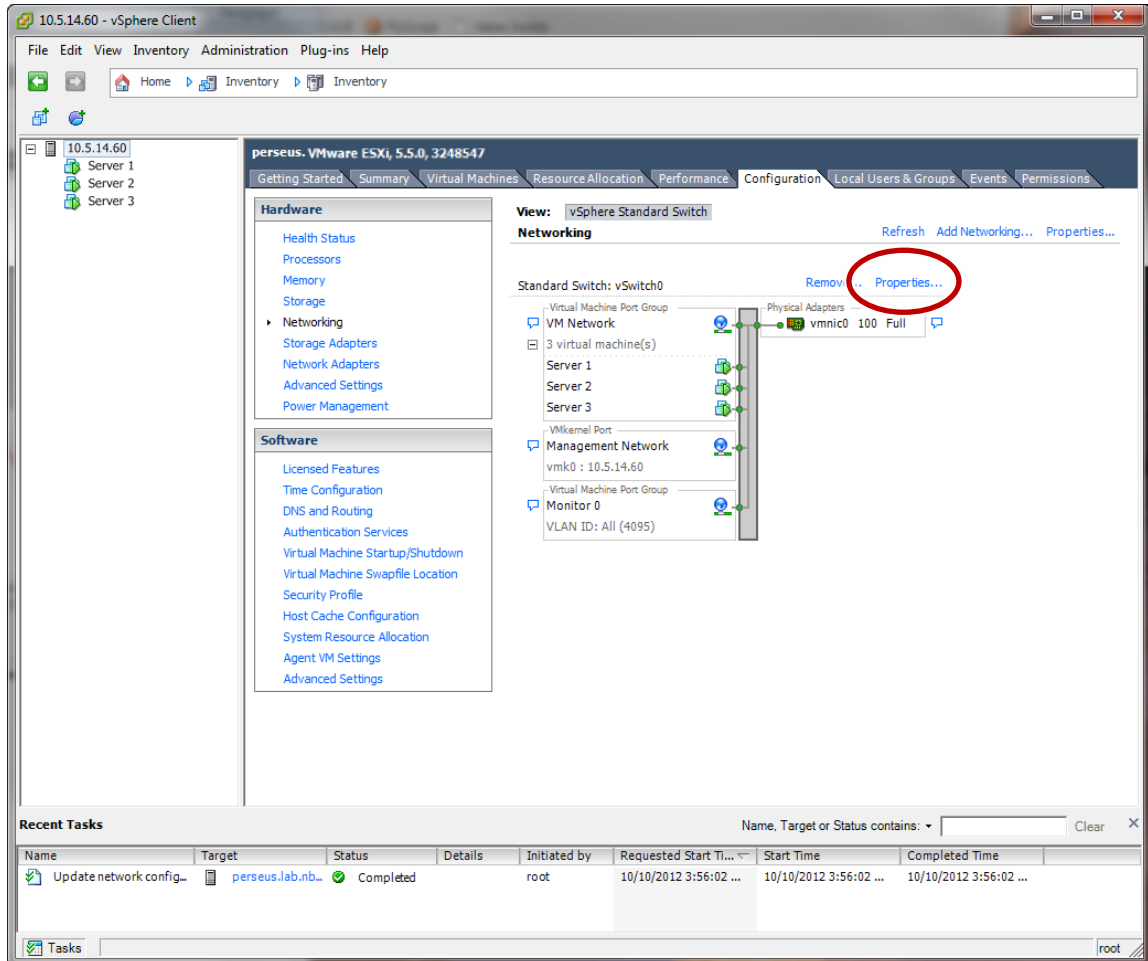 10.5.14.60 - vSphere Client
File Edit View Inventory Administration Plug-ins Help
Home Inventory Inventory
10.5.14.60
Server 1
Server 2
Server 3
perseus. VMware ESXi, 5.5.0, 3248547
Getting Started Summary Virtual Machines Resource Allocation Performance Configuration Local Users & Groups Events Permissions
Hardware
Health Status
Processors
Memory
Storage
Networking
Storage Adapters
Network Adapters
Advanced Settings
Power Management
Software
Licensed Features
Time Configuration
DNS and Routing
Authentication Services
Virtual Machine Startup/Shutdown
Virtual Machine Swapfile Location
Security Profile
Host Cache Configuration
System Resource Allocation
Agent VM Settings
Advanced Settings
View: vSphere Standard Switch
Networking
Refresh Add Networking... Properties...
Standard Switch: vSwitch0
Remov... Properties...
Virtual Machine Port Group
VM Network
3 virtual machine(s)
Server 1
Server 2
Server 3
Physical Adapters
vmnic0 100 Full
VMkernel Port
Management Network
vmk0 : 10.5.14.60
Virtual Machine Port Group
Monitor 0
VLAN ID: All (4095)
Recent Tasks
Name, Target or Status contains: Clear
Name Target Status Details Initiated by Requested Start Ti... Start Time Completed Time
Update network config... perseus.lab.nb... Completed root 10/10/2012 3:56:02 ... 10/10/2012 3:56:02 ... 10/10/2012 3:56:02 ...
Tasks
root